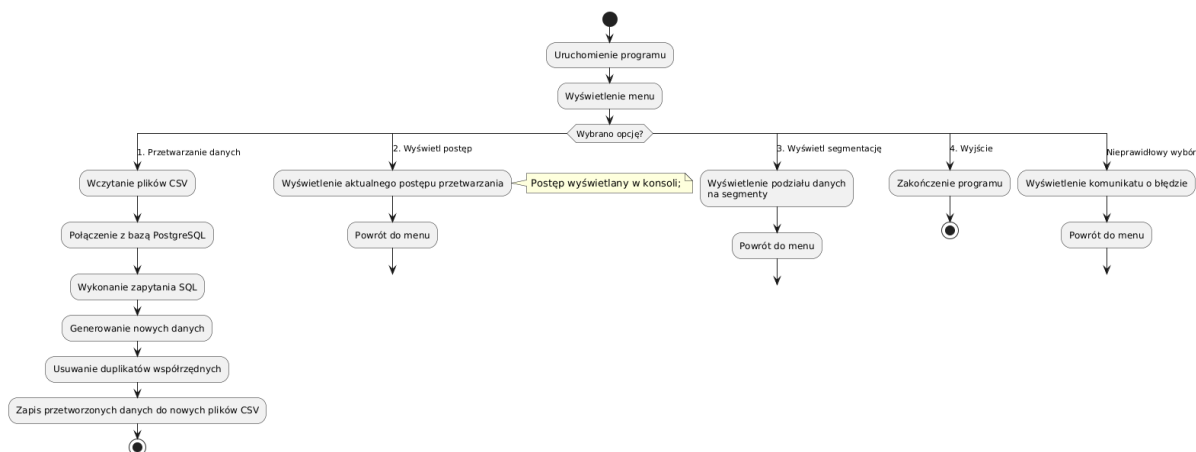 Uruchomienie programu
Wyświetlenie menu
Wybrano opcję?
1. Przetwarzanie danych
Wczytanie plików CSV
Połączenie z bazą PostgreSQL
Wykonanie zapytania SQL
Generowanie nowych danych
Usuwanie duplikatów współrzędnych
Zapis przetworzonych danych do nowych plików CSV
2. Wyświetl postęp
Wyświetlenie aktualnego postępu przetwarzania
Postęp wyświetlany w konsoli;
Powrót do menu
3. Wyświetl segmentację
Wyświetlenie podziału danych
na segmenty
Powrót do menu
4. Wyjście
Zakończenie programu
Nieprawidłowy wybór
Wyświetlenie komunikatu o błędzie
Powrót do menu